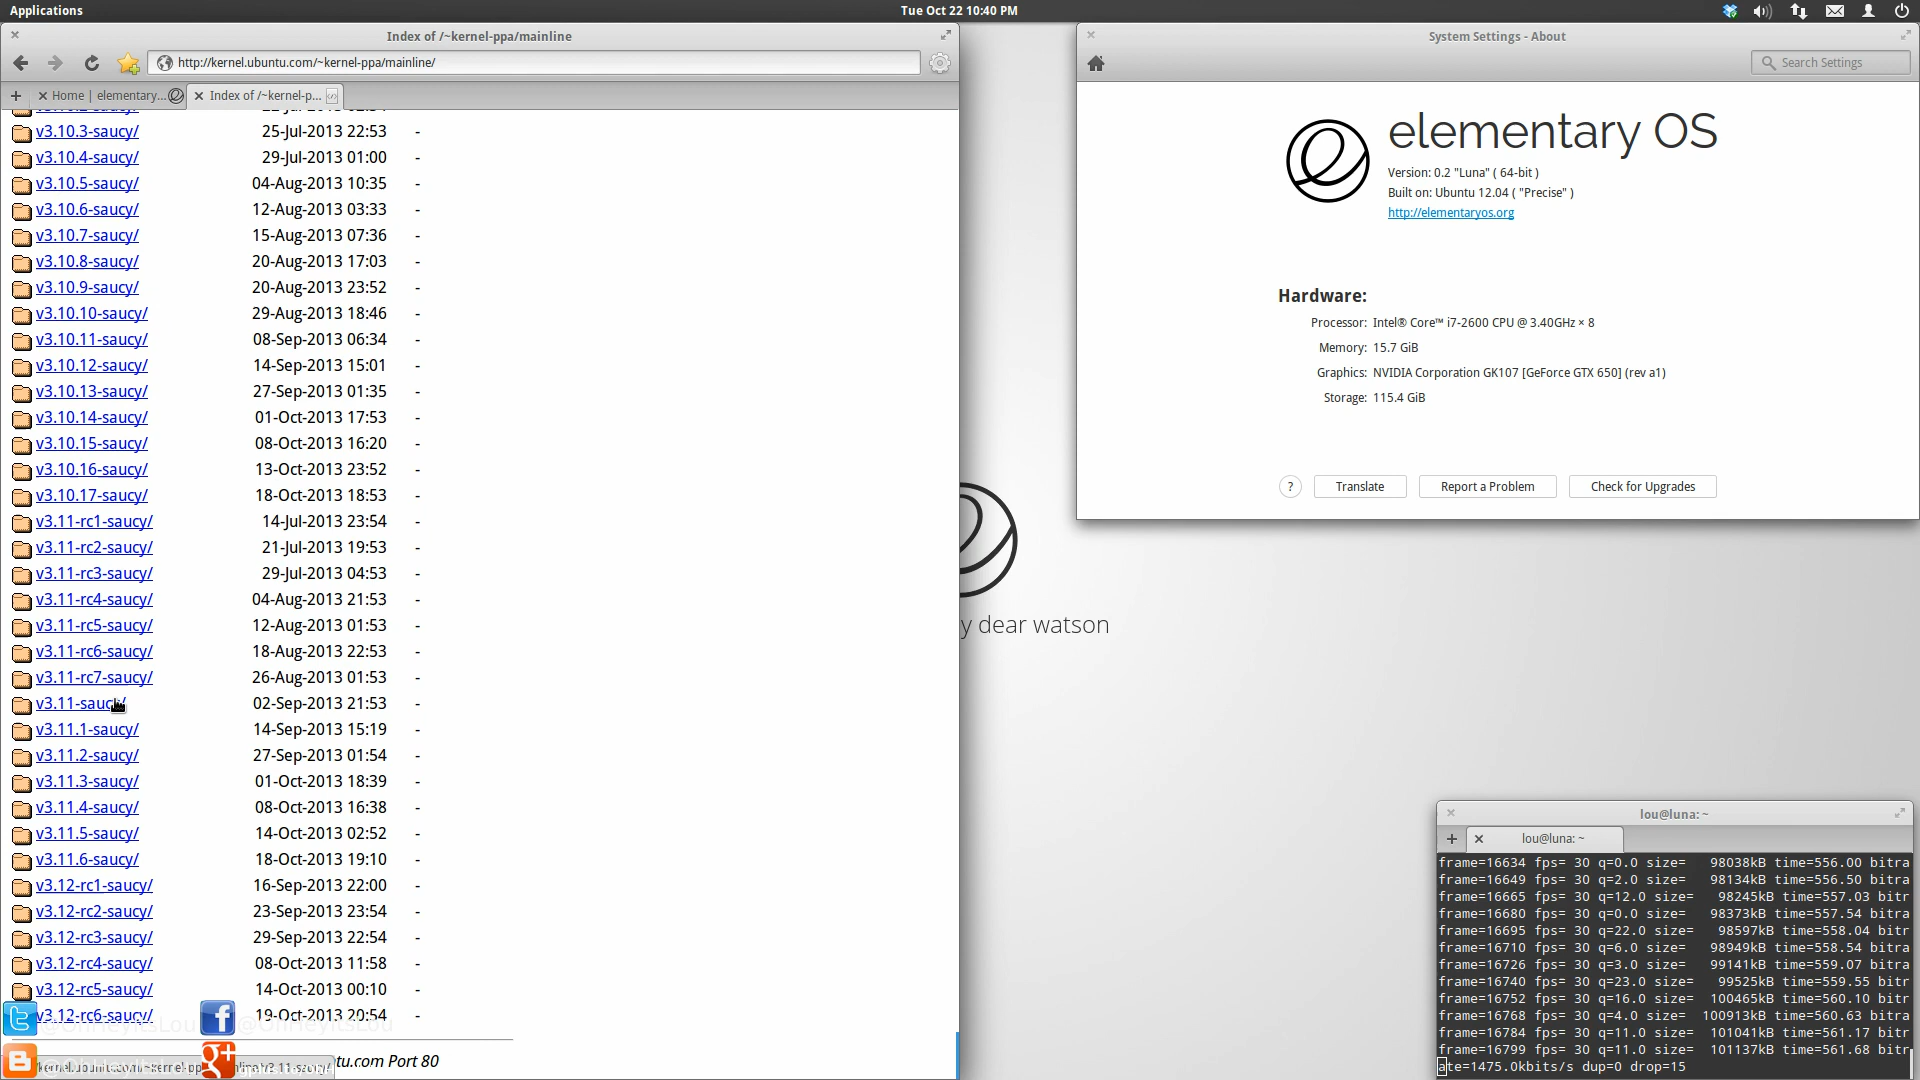 Applications
Tue Oct 22 10:40 PM
Index of /~kernel-ppa/mainline
http://kernel.ubuntu.com/~kernel-ppa/mainline/
Home | elementary...
Index of /~kernel-p...
v3.10.3-saucy/ 25-Jul-2013 22:53 -
v3.10.4-saucy/ 29-Jul-2013 01:00 -
v3.10.5-saucy/ 04-Aug-2013 10:35 -
v3.10.6-saucy/ 12-Aug-2013 03:33 -
v3.10.7-saucy/ 15-Aug-2013 07:36 -
v3.10.8-saucy/ 20-Aug-2013 17:03 -
v3.10.9-saucy/ 20-Aug-2013 23:52 -
v3.10.10-saucy/ 29-Aug-2013 18:46 -
v3.10.11-saucy/ 08-Sep-2013 06:34 -
v3.10.12-saucy/ 14-Sep-2013 15:01 -
v3.10.13-saucy/ 27-Sep-2013 01:35 -
v3.10.14-saucy/ 01-Oct-2013 17:53 -
v3.10.15-saucy/ 08-Oct-2013 16:20 -
v3.10.16-saucy/ 13-Oct-2013 23:52 -
v3.10.17-saucy/ 18-Oct-2013 18:53 -
v3.11-rc1-saucy/ 14-Jul-2013 23:54 -
v3.11-rc2-saucy/ 21-Jul-2013 19:53 -
v3.11-rc3-saucy/ 29-Jul-2013 04:53 -
v3.11-rc4-saucy/ 04-Aug-2013 21:53 -
v3.11-rc5-saucy/ 12-Aug-2013 01:53 -
v3.11-rc6-saucy/ 18-Aug-2013 22:53 -
v3.11-rc7-saucy/ 26-Aug-2013 01:53 -
v3.11-saucy/ 02-Sep-2013 21:53 -
v3.11.1-saucy/ 14-Sep-2013 15:19 -
v3.11.2-saucy/ 27-Sep-2013 01:54 -
v3.11.3-saucy/ 01-Oct-2013 18:39 -
v3.11.4-saucy/ 08-Oct-2013 16:38 -
v3.11.5-saucy/ 14-Oct-2013 02:52 -
v3.11.6-saucy/ 18-Oct-2013 19:10 -
v3.12-rc1-saucy/ 16-Sep-2013 22:00 -
v3.12-rc2-saucy/ 23-Sep-2013 23:54 -
v3.12-rc3-saucy/ 29-Sep-2013 22:54 -
v3.12-rc4-saucy/ 08-Oct-2013 11:58 -
v3.12-rc5-saucy/ 14-Oct-2013 00:10 -
v3.12-rc6-saucy/ 19-Oct-2013 20:54 -
@OhHeyItsLou @OhHeyItsLou
tu.com Port 80
System Settings - About
Search Settings
elementary OS
Version: 0.2 "Luna" ( 64-bit )
Built on: Ubuntu 12.04 ( "Precise" )
http://elementaryos.org
Hardware:
Processor: Intel® Core™ i7-2600 CPU @ 3.40GHz × 8
Memory: 15.7 GiB
Graphics: NVIDIA Corporation GK107 [GeForce GTX 650] (rev a1)
Storage: 115.4 GiB
? Translate Report a Problem Check for Upgrades
y dear watson
lou@luna: ~
lou@luna: ~
frame=16634 fps= 30 q=0.0 size= 98038kB time=556.00 bitra
frame=16649 fps= 30 q=2.0 size= 98134kB time=556.50 bitra
frame=16665 fps= 30 q=12.0 size= 98245kB time=557.03 bitr
frame=16680 fps= 30 q=0.0 size= 98373kB time=557.54 bitra
frame=16695 fps= 30 q=22.0 size= 98597kB time=558.04 bitr
frame=16710 fps= 30 q=6.0 size= 98949kB time=558.54 bitra
frame=16726 fps= 30 q=3.0 size= 99141kB time=559.07 bitra
frame=16740 fps= 30 q=23.0 size= 99525kB time=559.55 bitr
frame=16752 fps= 30 q=16.0 size= 100465kB time=560.10 bitr
frame=16768 fps= 30 q=4.0 size= 100913kB time=560.63 bitra
frame=16784 fps= 30 q=11.0 size= 101041kB time=561.17 bitr
frame=16799 fps= 30 q=11.0 size= 101137kB time=561.68 bitr
ate=1475.0kbits/s dup=0 drop=15